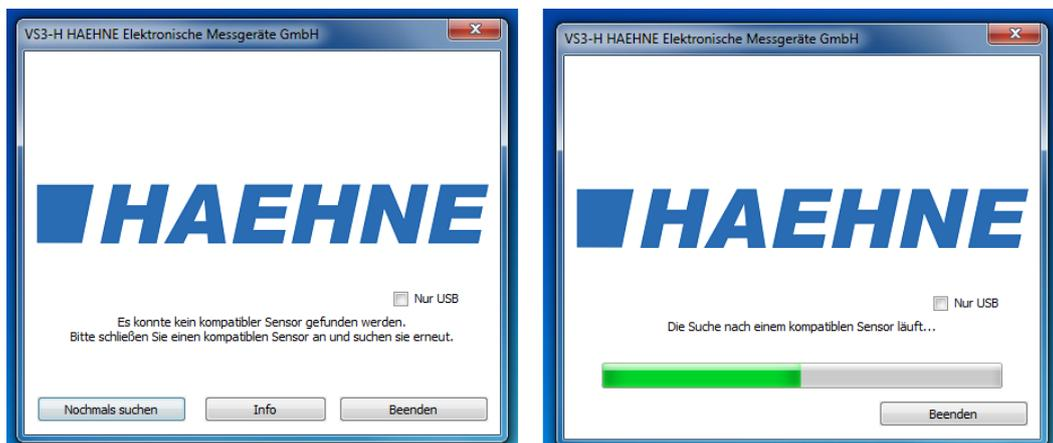 VS3-H HAEHNE Elektronische Messgeräte GmbH
HAEHNE
Nur USB
Es konnte kein kompatibler Sensor gefunden werden.
Bitte schließen Sie einen kompatiblen Sensor an und suchen sie erneut.
Nochmals suchen
Info
Beenden
VS3-H HAEHNE Elektronische Messgeräte GmbH
HAEHNE
Nur USB
Die Suche nach einem kompatiblen Sensor läuft...
Beenden